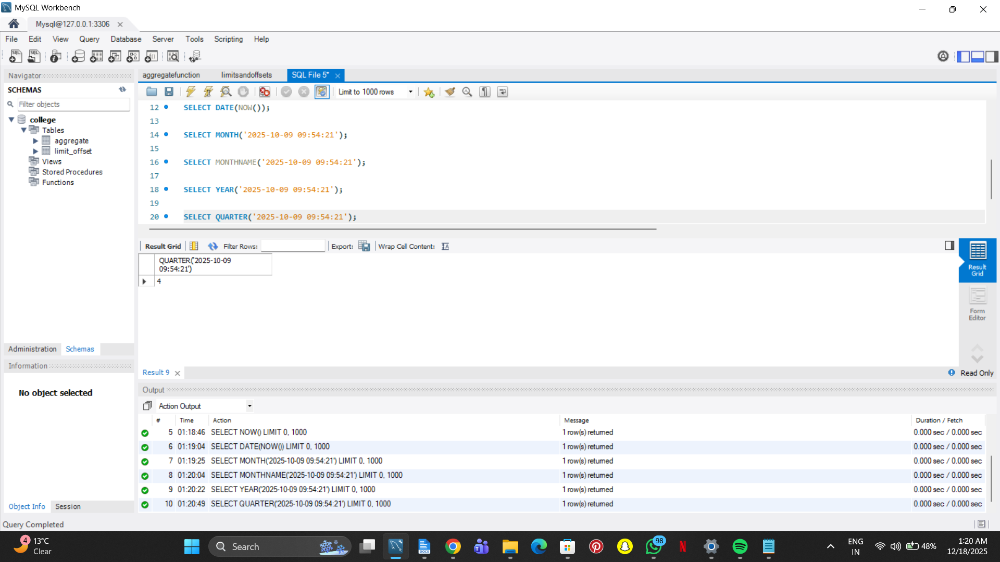 MySQL Workbench
Mysql@127.0.0.1:3306
File Edit View Query Database Server Tools Scripting Help
Navigator
SCHEMAS
Filter objects
college
Tables
aggregate
limit_offset
Views
Stored Procedures
Functions
Administration Schemas
Information
No object selected
Object Info Session
aggregatefunction limitsandoffsets SQL File 5*
Limit to 1000 rows
12 SELECT DATE(NOW());
13
14 SELECT MONTH('2025-10-09 09:54:21');
15
16 SELECT MONTHNAME('2025-10-09 09:54:21');
17
18 SELECT YEAR('2025-10-09 09:54:21');
19
20 SELECT QUARTER('2025-10-09 09:54:21');
Result Grid Filter Rows: Export: Wrap Cell Content:
QUARTER('2025-10-09
09:54:21')
4
Result
Grid
Form
Editor
Result 9
Read Only
Output
Action Output
# Time Action Message Duration / Fetch
5 01:18:46 SELECT NOW() LIMIT 0, 1000 1 row(s) returned 0.000 sec / 0.000 sec
6 01:19:04 SELECT DATE(NOW()) LIMIT 0, 1000 1 row(s) returned 0.000 sec / 0.000 sec
7 01:19:25 SELECT MONTH('2025-10-09 09:54:21') LIMIT 0, 1000 1 row(s) returned 0.000 sec / 0.000 sec
8 01:20:04 SELECT MONTHNAME('2025-10-09 09:54:21') LIMIT 0, 1000 1 row(s) returned 0.000 sec / 0.000 sec
9 01:20:22 SELECT YEAR('2025-10-09 09:54:21') LIMIT 0, 1000 1 row(s) returned 0.000 sec / 0.000 sec
10 01:20:49 SELECT QUARTER('2025-10-09 09:54:21') LIMIT 0, 1000 1 row(s) returned 0.000 sec / 0.000 sec
Query Completed
4
13°C
Clear
Search
DOCX
98
ENG
IN
48%
1:20 AM
12/18/2025